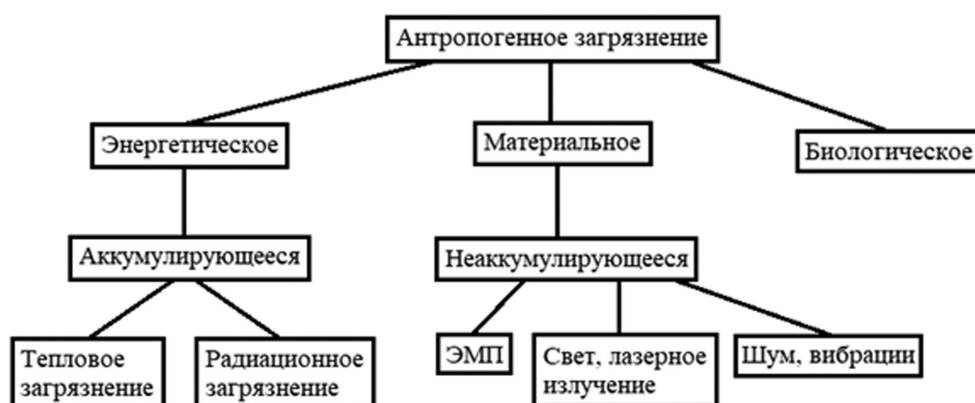 Антропогенное загрязнение
Энергетическое
Материальное
Биологическое
Аккумулирующееся
Неаккумулирующееся
Тепловое
загрязнение
Радиационное
загрязнение
ЭМП
Свет, лазерное
излучение
Шум, вибрации